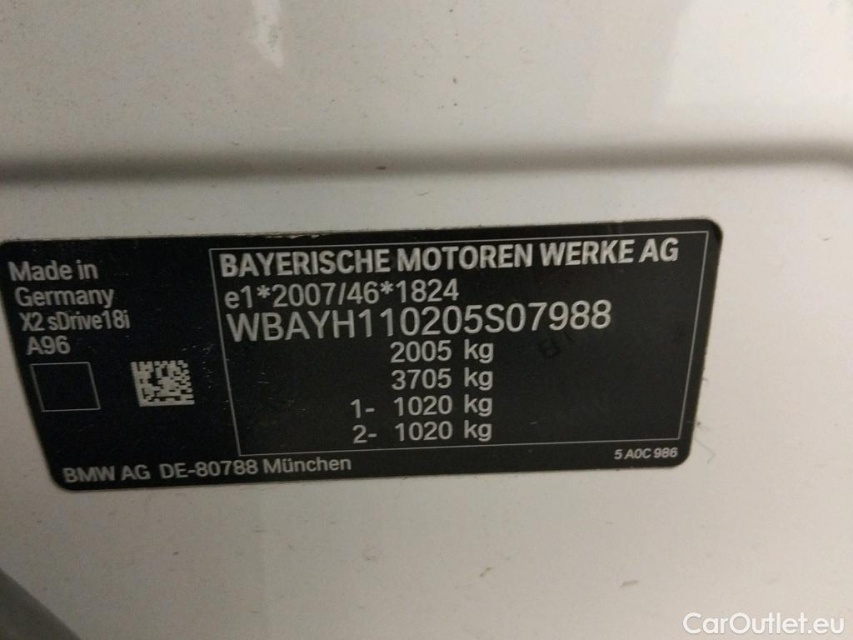 Made in
Germany
X2 sDrive18i
A96
BAYERISCHE MOTOREN WERKE AG
e1*2007/46*1824
WBAYH110205S07988
2005 kg
3705 kg
1- 1020 kg
2- 1020 kg
BMW AG DE-80788 München
5 A0C 986
CarOutlet.eu